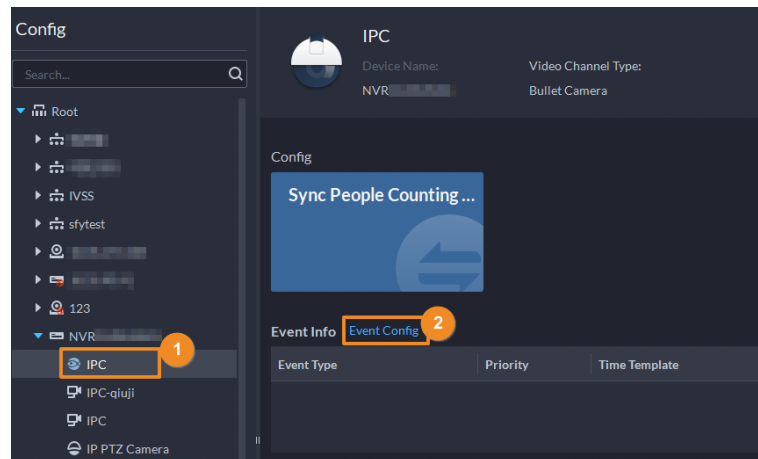 Config
Search...
Root
IVSS
sfytest
123
NVR
1
IPC
IPC-qiuji
IPC
IP PTZ Camera
IPC
Device Name:
Video Channel Type:
NVR
Bullet Camera
Config
Sync People Counting ...
Event Info
Event Config
2
Event Type
Priority
Time Template